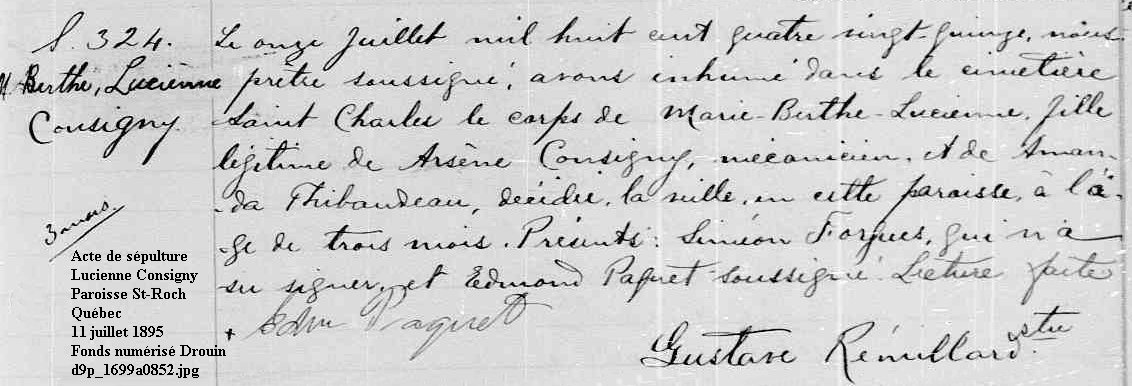 S. 324.
M. Berthe, Lucienne
Consigny
3 mois
Le onze Juillet mil huit cent quatre vingt-quinze, nous
prêtre soussigné, avons inhumé dans le cimetière
Saint Charles le corps de Marie-Berthe-Lucienne, fille
légitime de Arsène Consigny, mécanicien, et de Aman-
-da Thibaudeau, décédée, la veille, en cette paroisse, à l'â-
ge de trois mois. Présents: Siméon Forgues, qui n'a
su signer, et Edmond Paquet soussigné. Lecture faite
+ Edm Paquet
Gustave Rémillard ptre
Acte de sépulture
Lucienne Consigny
Paroisse St-Roch
Québec
11 juillet 1895
Fonds numérisé Drouin
d9p_1699a0852.jpg